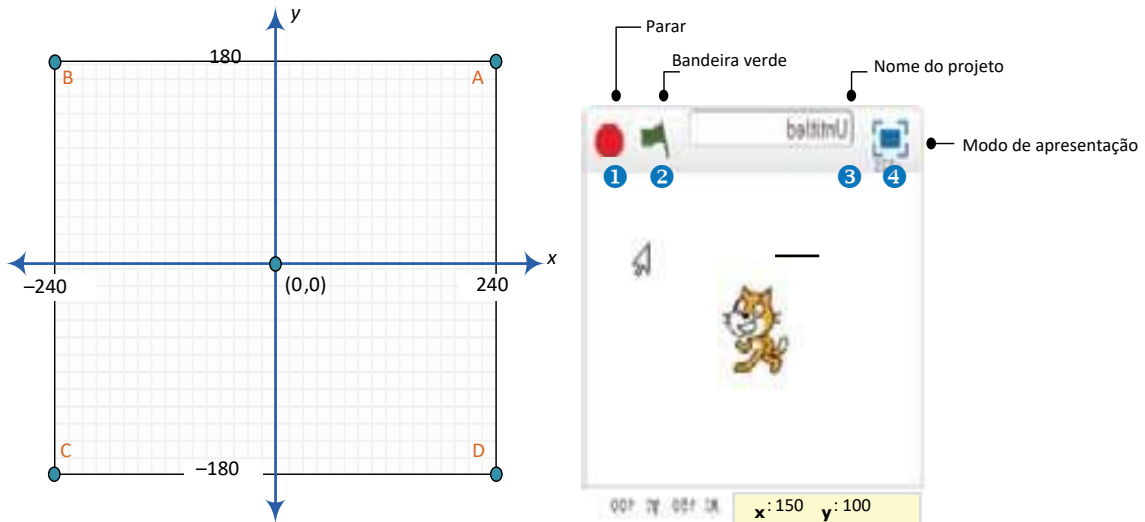 y
180
B
A
x
–240
(0,0)
240
C
D
–180
Parar
Bandeira verde
Nome do projeto
Untitled
Modo de apresentação
1 2 3 4
x: 150 y: 100